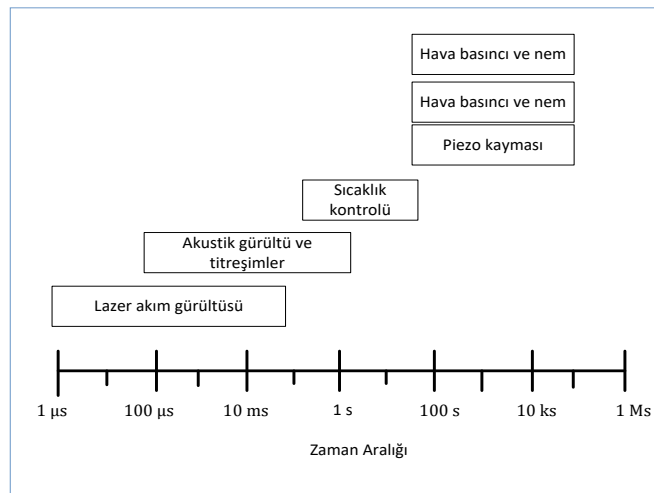 Hava basıncı ve nem
Hava basıncı ve nem
Piezo kayması
Sıcaklık
kontrolü
Akustik gürültü ve
titreşimler
Lazer akım gürültüsü
1 μs 100 μs 10 ms 1 s 100 s 10 ks 1 Ms
Zaman Aralığı